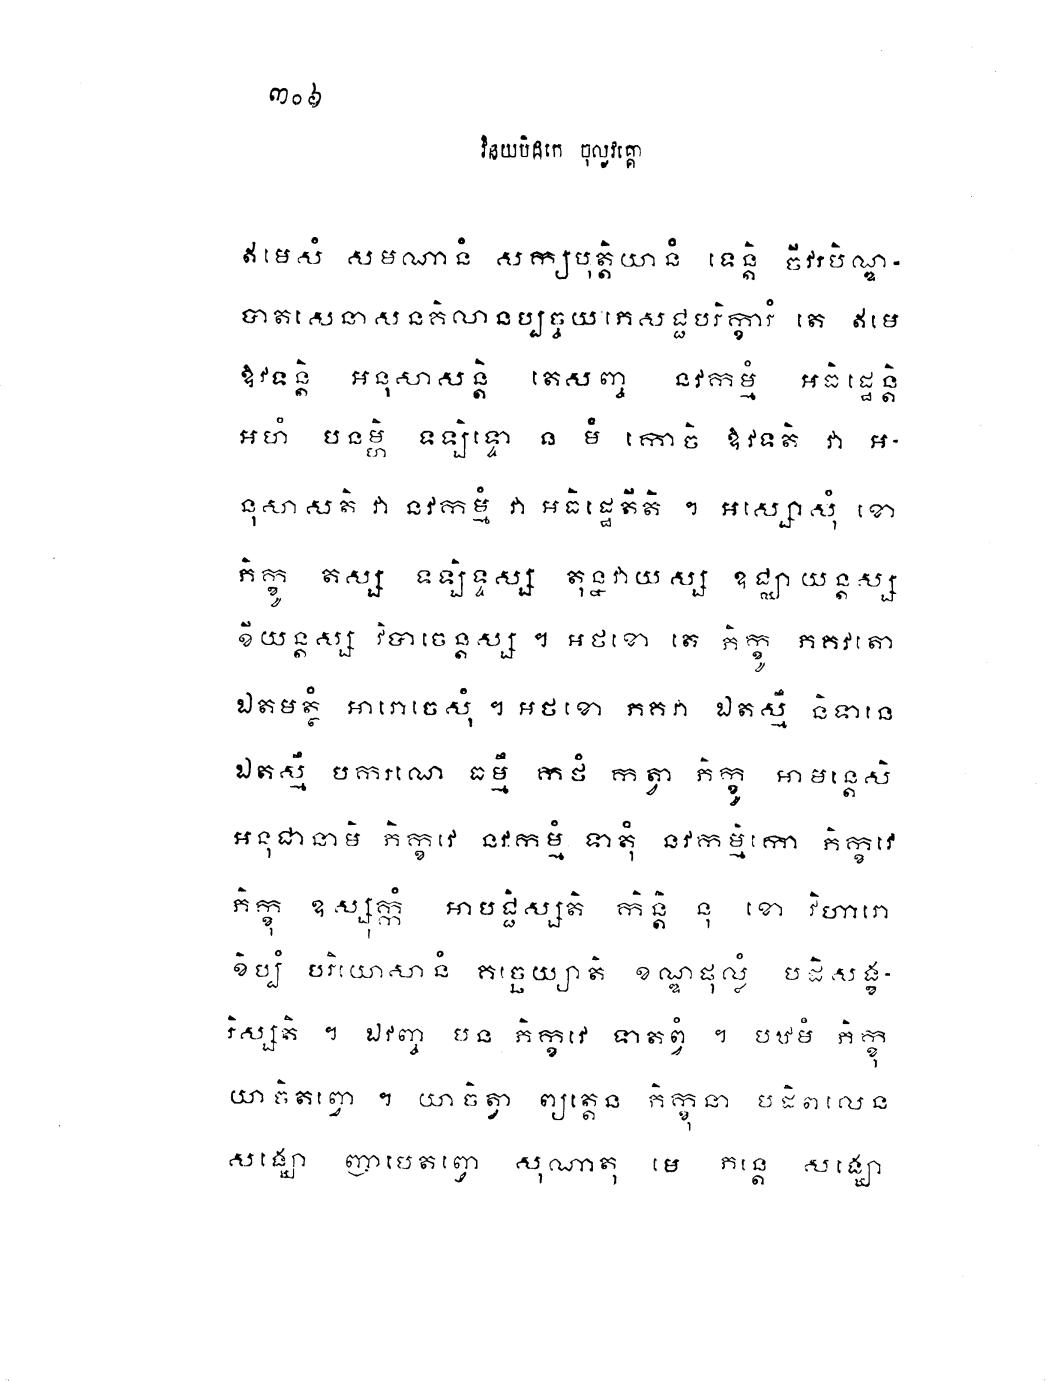 ៣០៦
វិនយបិដកេ ចុល្លវគ្គោ
ឥមេសំ សមណានំ សក្យបុត្តិយានំ ទេន្តិ ចីវរបិណ្ឌ-
បាតសេនាសនគិលានប្បច្ចយភេសជ្ជបរិក្ខារំ តេ ឥមេ
ឱវទន្តិ អនុសាសន្តិ តេសញ្ច នវកម្មំ អធិដ្ឋេន្តិ
អហំ បនម្ហិ ទឡិទ្ទោ ន មំ កោចិ ឱវទតិ វា អ-
នុសាសតិ វា នវកម្មំ វា អធិដ្ឋេតីតិ ។ អស្សោសុំ ខោ
ភិក្ខូ តស្ស ទឡិទ្ទស្ស តុន្នវាយស្ស ឧជ្ឈាយន្តស្ស
ខីយន្តស្ស វិបាចេន្តស្ស ។ អថខោ តេ ភិក្ខូ ភគវតោ
ឯតមត្ថំ អារោចេសុំ ។ អថខោ ភគវា ឯតស្មឹ និទានេ
ឯតស្មឹ បករណេ ធម្មឹ កថំ កត្វា ភិក្ខូ អាមន្តេសិ
អនុជានាមិ ភិក្ខវេ នវកម្មំ ទាតុំ នវកម្មិកោ ភិក្ខវេ
ភិក្ខុ ឧស្សុក្កំ អាបជ្ជិស្សតិ កិន្តិ នុ ខោ វិហារោ
ខិប្បំ បរិយោសានំ គច្ឆេយ្យាតិ ខណ្ឌផុល្លំ បដិសង្ខ-
រិស្សតិ ។ ឯវញ្ច បន ភិក្ខវេ ទាតព្វំ ។ បឋមំ ភិក្ខុ
យាចិតព្វោ ។ យាចិត្វា ព្យត្តេន ភិក្ខុនា បដិពលេន
សង្ឃោ ញាបេតព្វោ សុណាតុ មេ ភន្តេ សង្ឃោ